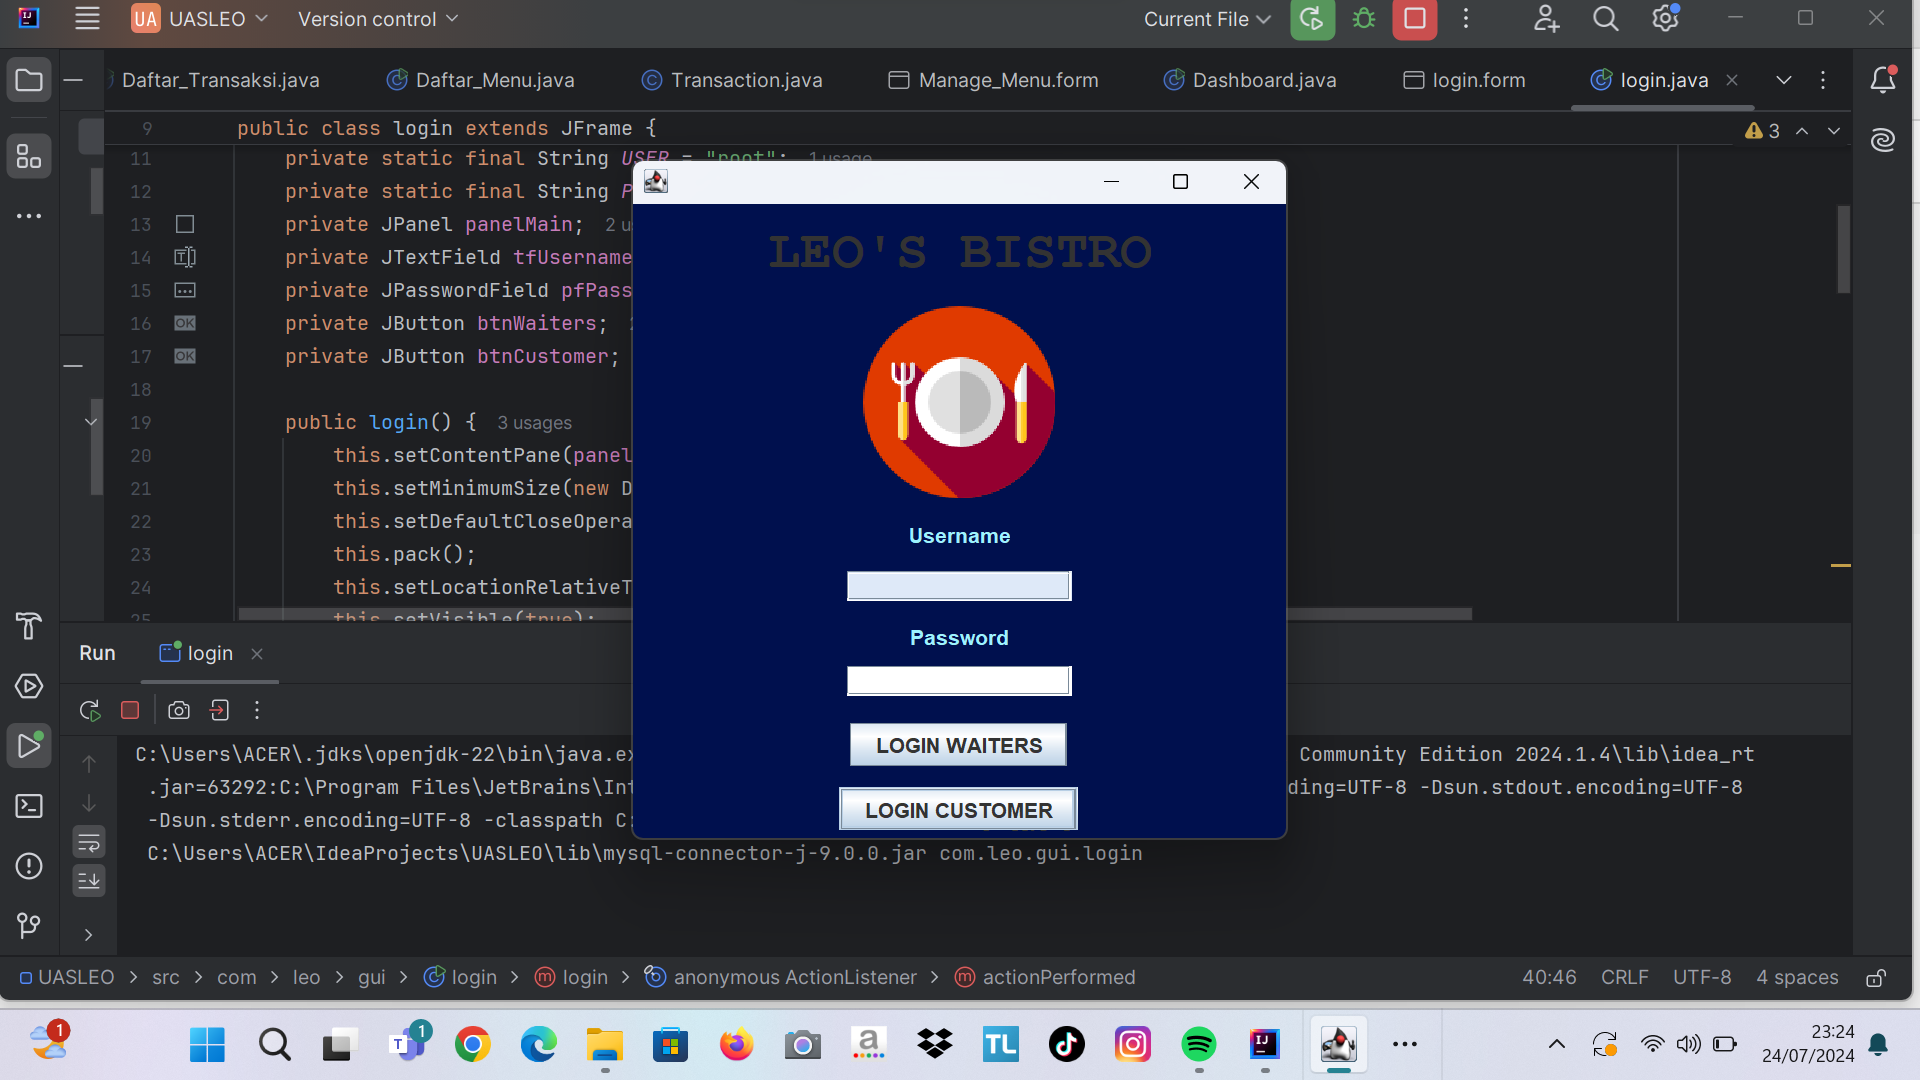 UA UASLEO Version control Current File
Daftar_Transaksi.java Daftar_Menu.java Transaction.java Manage_Menu.form Dashboard.java login.form login.java
9 public class login extends JFrame { 3
11 private static final String USER = "root"; 1 usage
12 private static final String P
13 private JPanel panelMain; 2 u
14 private JTextField tfUsername
15 private JPasswordField pfPass
16 OK private JButton btnWaiters;
17 OK private JButton btnCustomer;
18
19 public login() { 3 usages
20 this.setContentPane(panel
21 this.setMinimumSize(new D
22 this.setDefaultCloseOpera
23 this.pack();
24 this.setLocationRelativeT
25 this.setVisible(true);
LEO'S BISTRO
Username
Password
LOGIN WAITERS
LOGIN CUSTOMER
Run login
C:\Users\ACER\.jdks\openjdk-22\bin\java.ex Community Edition 2024.1.4\lib\idea_rt
.jar=63292:C:\Program Files\JetBrains\Int ding=UTF-8 -Dsun.stdout.encoding=UTF-8
-Dsun.stderr.encoding=UTF-8 -classpath C:
C:\Users\ACER\IdeaProjects\UASLEO\lib\mysql-connector-j-9.0.0.jar com.leo.gui.login
UASLEO > src > com > leo > gui > login > login > anonymous ActionListener > actionPerformed 40:46 CRLF UTF-8 4 spaces
1 1 a TL IJ 23:24
24/07/2024